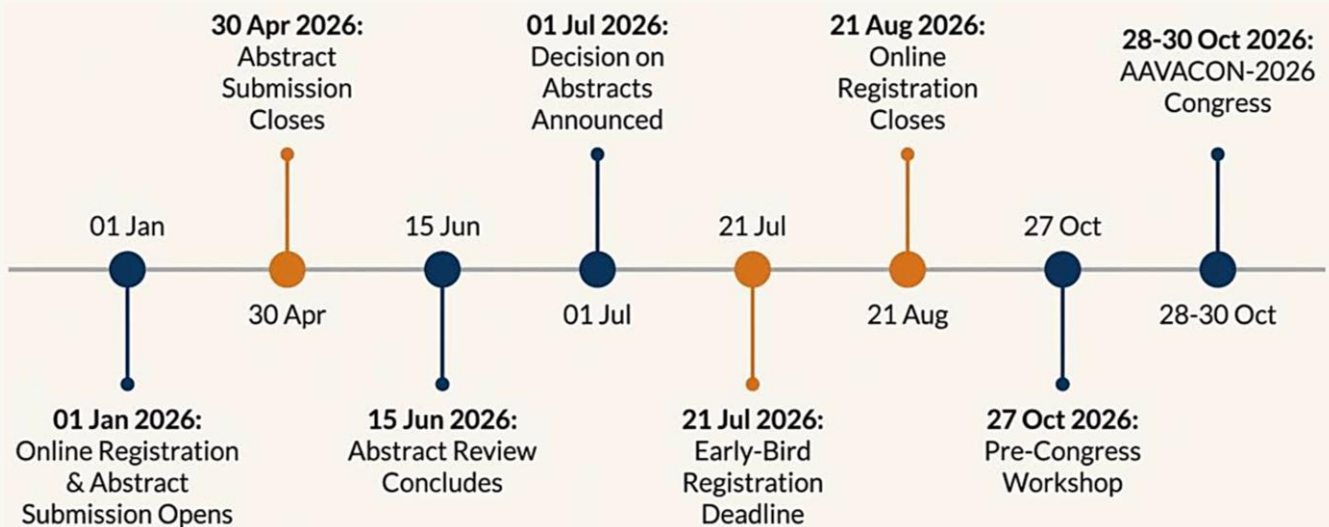 30 Apr 2026:
Abstract
Submission
Closes
01 Jul 2026:
Decision on
Abstracts
Announced
21 Aug 2026:
Online
Registration
Closes
28-30 Oct 2026:
AAVACON-2026
Congress
01 Jan
15 Jun
21 Jul
27 Oct
30 Apr
01 Jul
21 Aug
28-30 Oct
01 Jan 2026:
Online Registration
& Abstract
Submission Opens
15 Jun 2026:
Abstract Review
Concludes
21 Jul 2026:
Early-Bird
Registration
Deadline
27 Oct 2026:
Pre-Congress
Workshop